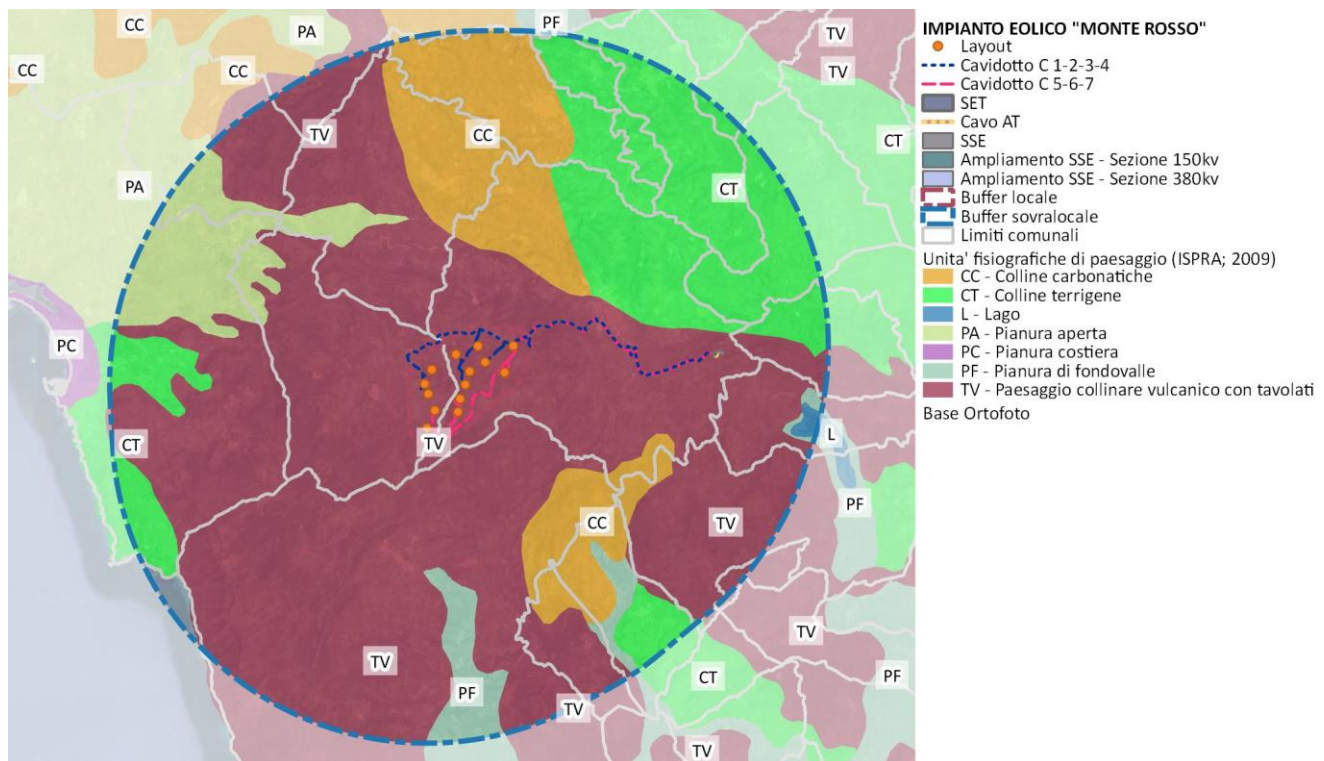 PF
CC
PA
TV
CC
CC
TV
TV
CC
CT
PA
CT
PC
CT
TV
L
PF
CC
TV
TV
TV
PF
PF
CT
TV
TV
IMPIANTO EOLICO "MONTE ROSSO"
Layout
Cavidotto C 1-2-3-4
Cavidotto C 5-6-7
SET
Cavo AT
SSE
Ampliamento SSE - Sezione 150kv
Ampliamento SSE - Sezione 380kv
Buffer locale
Buffer sovralocale
Limiti comunali
Unita' fisiografiche di paesaggio (ISPRA; 2009)
CC - Colline carbonatiche
CT - Colline terrigene
L - Lago
PA - Pianura aperta
PC - Pianura costiera
PF - Pianura di fondovalle
TV - Paesaggio collinare vulcanico con tavolati
Base Ortofoto